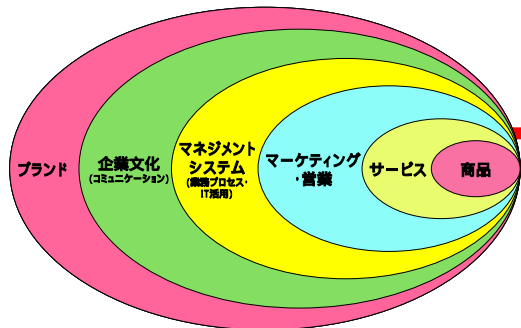 ブランド
企業文化
(コミュニケーション)
マネジメント
システム
(業務プロセス・
IT活用)
マーケティング
・営業
サービス
商品